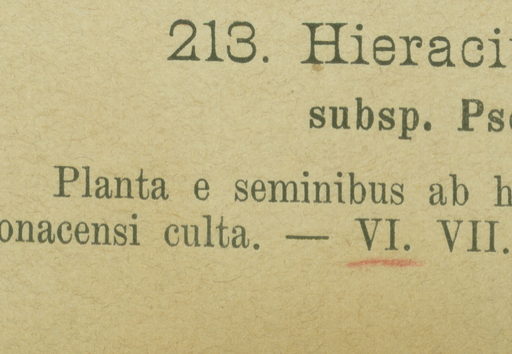 213. Hieraci
subsp. Ps
Planta e seminibus ab h
onacensi culta. — VI. VII.